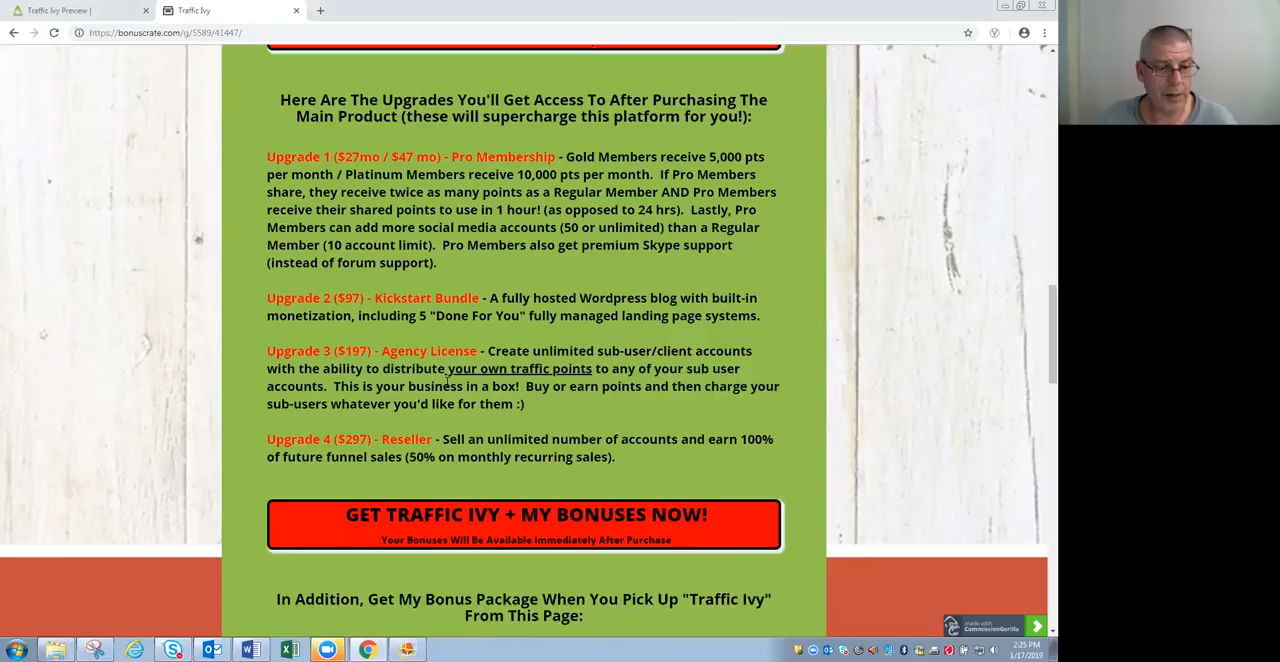 Traffic Ivy Preview |
Traffic Ivy
https://bonuscrate.com/g/5589/41447/
Here Are The Upgrades You'll Get Access To After Purchasing The
Main Product (these will supercharge this platform for you!):
Upgrade 1 ($27mo / $47 mo) - Pro Membership - Gold Members receive 5,000 pts
per month / Platinum Members receive 10,000 pts per month. If Pro Members
share, they receive twice as many points as a Regular Member AND Pro Members
receive their shared points to use in 1 hour! (as opposed to 24 hrs). Lastly, Pro
Members can add more social media accounts (50 or unlimited) than a Regular
Member (10 account limit). Pro Members also get premium Skype support
(instead of forum support).
Upgrade 2 ($97) - Kickstart Bundle - A fully hosted Wordpress blog with built-in
monetization, including 5 "Done For You" fully managed landing page systems.
Upgrade 3 ($197) - Agency License - Create unlimited sub-user/client accounts
with the ability to distribute your own traffic points to any of your sub user
accounts. This is your business in a box! Buy or earn points and then charge your
sub-users whatever you'd like for them :)
Upgrade 4 ($297) - Reseller - Sell an unlimited number of accounts and earn 100%
of future funnel sales (50% on monthly recurring sales).
GET TRAFFIC IVY + MY BONUSES NOW!
Your Bonuses Will Be Available Immediately After Purchase
In Addition, Get My Bonus Package When You Pick Up "Traffic Ivy"
From This Page:
made with
CommissionGorilla
2:25 PM
1/17/2019